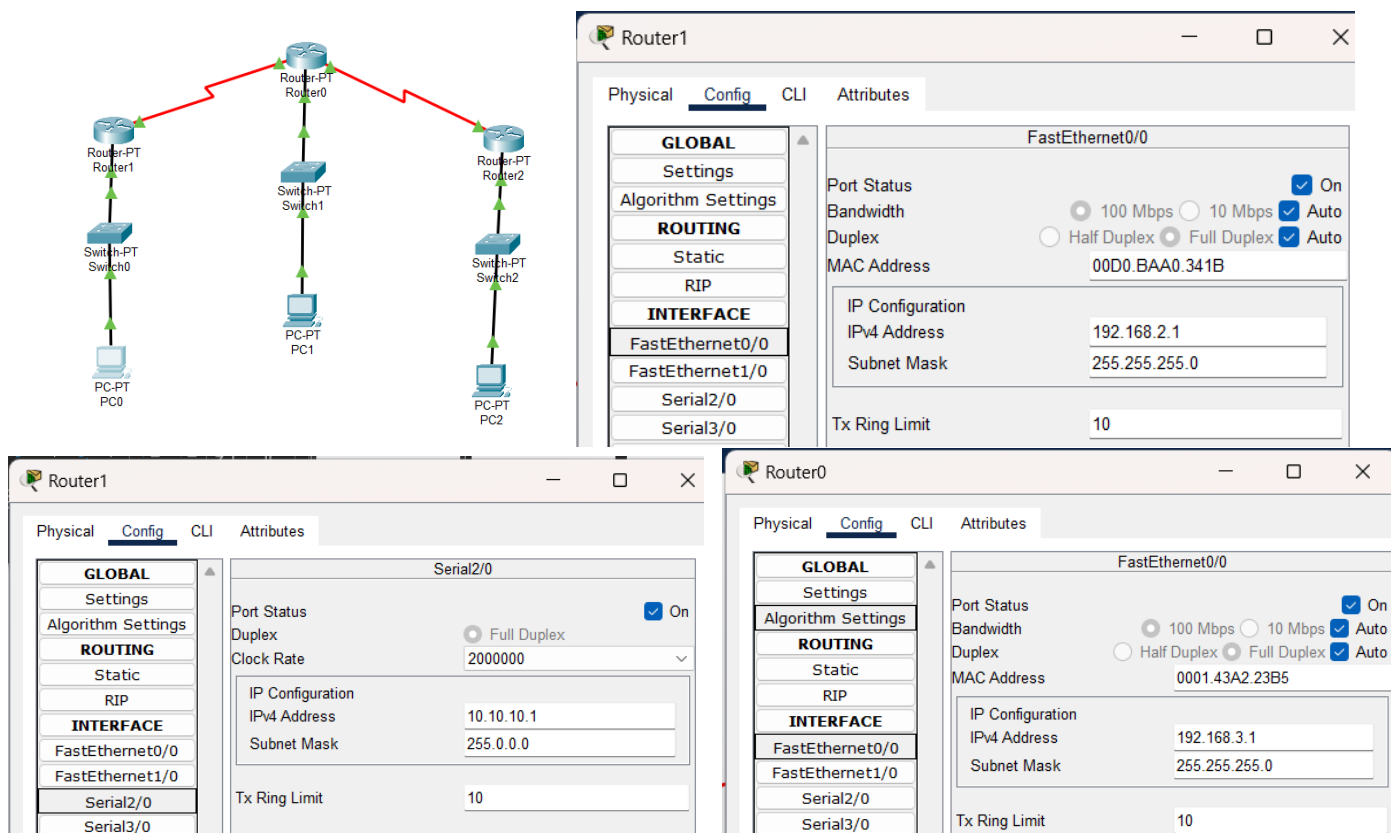 Router-PT
Router0
Router-PT
Router1
Router-PT
Router2
Switch-PT
Switch1
Switch-PT
Switch0
Switch-PT
Switch2
PC-PT
PC1
PC-PT
PC0
PC-PT
PC2
Router1
Physical Config CLI Attributes
GLOBAL
Settings
Algorithm Settings
ROUTING
Static
RIP
INTERFACE
FastEthernet0/0
FastEthernet1/0
Serial2/0
Serial3/0
FastEthernet0/0
Port Status On
Bandwidth 100 Mbps 10 Mbps Auto
Duplex Half Duplex Full Duplex Auto
MAC Address 00D0.BAA0.341B
IP Configuration
IPv4 Address 192.168.2.1
Subnet Mask 255.255.255.0
Tx Ring Limit 10
Router1
Physical Config CLI Attributes
GLOBAL
Settings
Algorithm Settings
ROUTING
Static
RIP
INTERFACE
FastEthernet0/0
FastEthernet1/0
Serial2/0
Serial3/0
Serial2/0
Port Status On
Duplex Full Duplex
Clock Rate 2000000
IP Configuration
IPv4 Address 10.10.10.1
Subnet Mask 255.0.0.0
Tx Ring Limit 10
Router0
Physical Config CLI Attributes
GLOBAL
Settings
Algorithm Settings
ROUTING
Static
RIP
INTERFACE
FastEthernet0/0
FastEthernet1/0
Serial2/0
Serial3/0
FastEthernet0/0
Port Status On
Bandwidth 100 Mbps 10 Mbps Auto
Duplex Half Duplex Full Duplex Auto
MAC Address 0001.43A2.23B5
IP Configuration
IPv4 Address 192.168.3.1
Subnet Mask 255.255.255.0
Tx Ring Limit 10